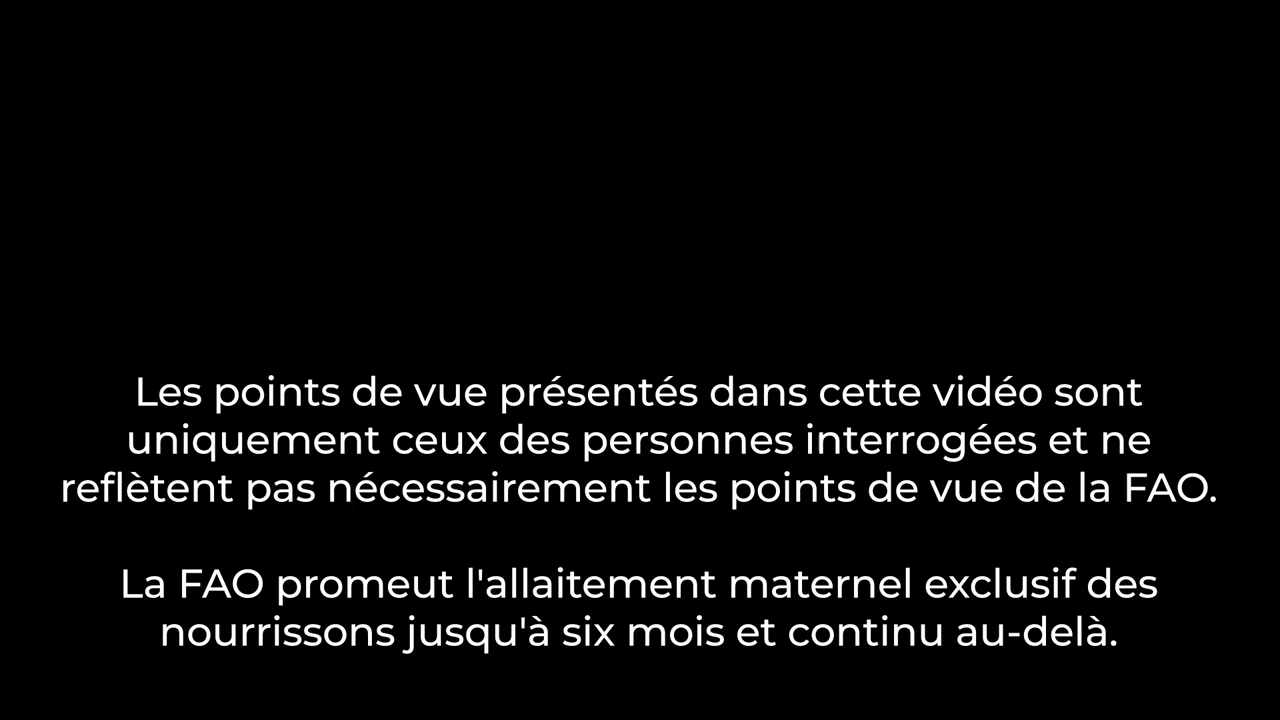 Les points de vue présentés dans cette vidéo sont
uniquement ceux des personnes interrogées et ne
reflètent pas nécessairement les points de vue de la FAO.
La FAO promeut l'allaitement maternel exclusif des
nourrissons jusqu'à six mois et continu au-delà.